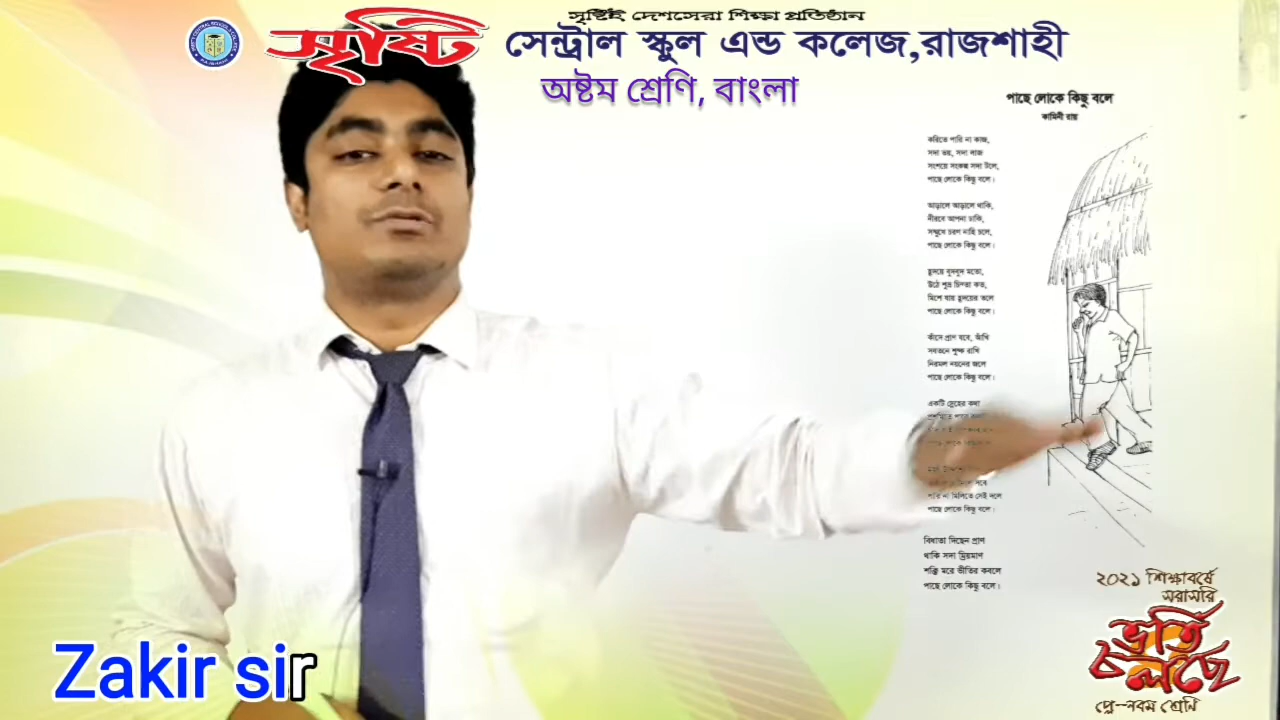 সৃষ্টিই দেশসেরা শিক্ষা প্রতিষ্ঠান
সৃষ্টি সেন্ট্রাল স্কুল এন্ড কলেজ,রাজশাহী
অষ্টম শ্রেণি, বাংলা
পাছে লোকে কিছু বলে
কামিনী রায়
করিতে পারি না কাজ,
সদা ভয়, সদা লাজ
সংশয়ে সংকল্প সদা টলে,
পাছে লোকে কিছু বলে।
আড়ালে আড়ালে থাকি,
নীরবে আপনা ঢাকি,
সম্মুখে চরণ নাহি চলে,
পাছে লোকে কিছু বলে।
হৃদয়ে বুদবুদ মতো,
উঠে শুভ্র চিন্তা কত,
মিশে যায় হৃদয়ের তলে
পাছে লোকে কিছু বলে।
কাঁদে প্রাণ যবে, আঁখি
সযতনে শুষ্ক রাখি
নিরমল নয়নের জলে
পাছে লোকে কিছু বলে।
একটি স্নেহের কথা
পারি না মিলিতে সেই দলে
পাছে লোকে কিছু বলে।
বিধাতা দিছেন প্রাণ
থাকি সদা ম্রিয়মাণ
শক্তি মরে ভীতির কবলে
পাছে লোকে কিছু বলে।
২০২১ শিক্ষাবর্ষে
সরাসরি
ভর্তি
চলছে
প্লে--নবম শ্রেণি
Zakir sir